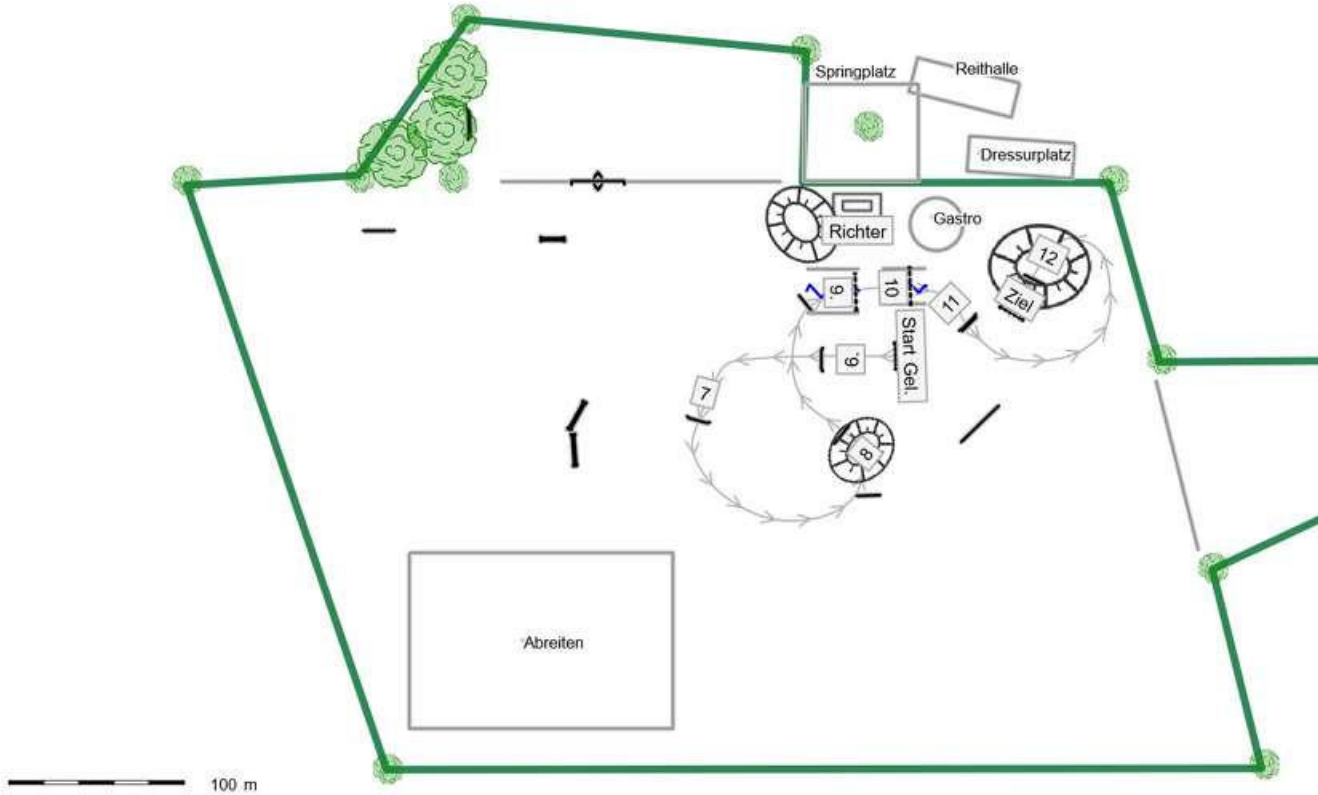 Springplatz
Reithalle
Dressurplatz
Richter
Gastro
12
Ziel
9.
10
11
Start Gel.
6.
7
8
Abreiten
100 m